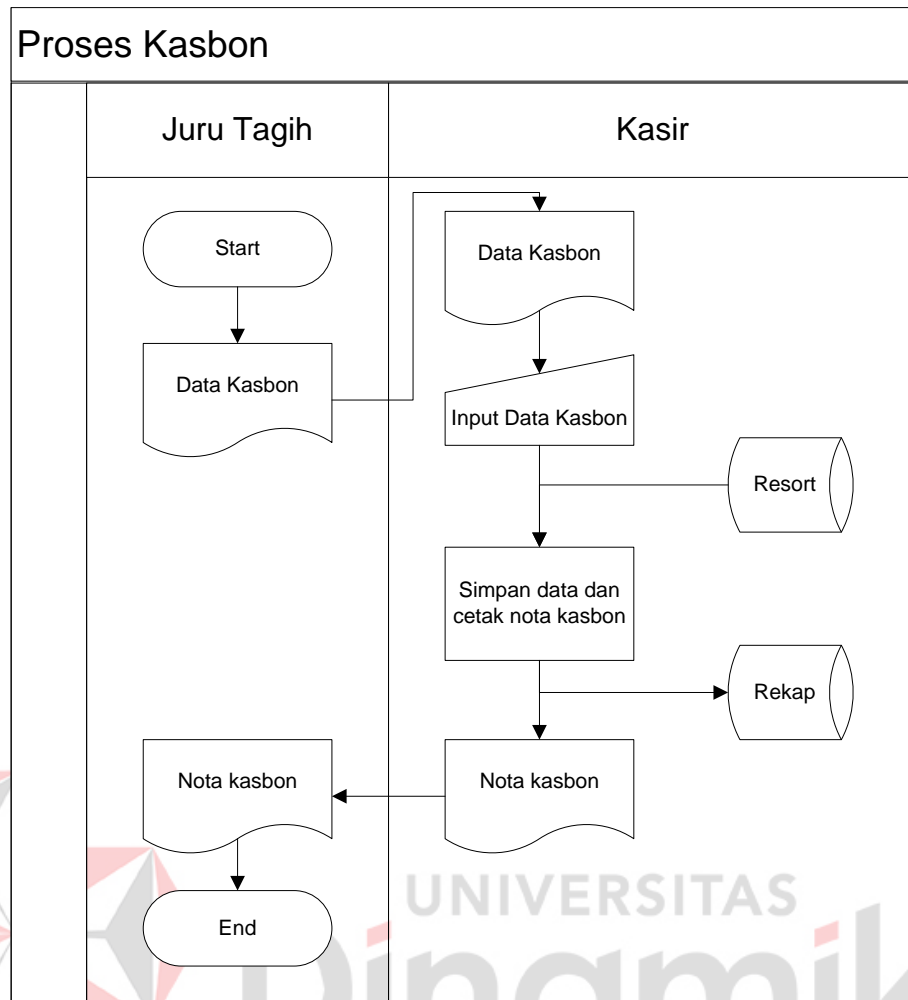 Proses Kasbon
Juru Tagih
Kasir
Start
Data Kasbon
Data Kasbon
Input Data Kasbon
Resort
Simpan data dan
cetak nota kasbon
Rekap
Nota kasbon
Nota kasbon
End
UNIVERSITAS